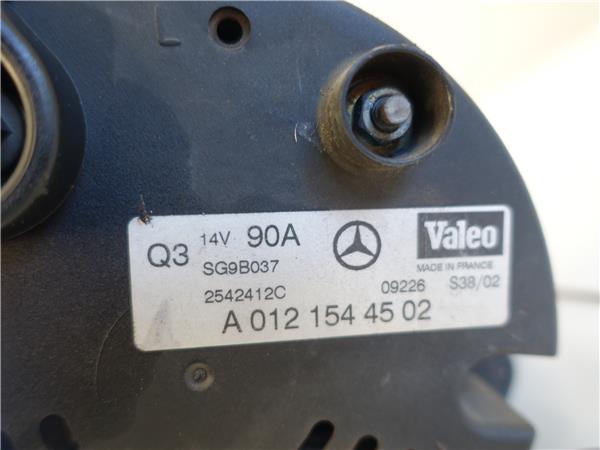 L
Q3 14V 90A Valeo
SG9B037 MADE IN FRANCE
2542412C 09226 S38/02
A 012 154 45 02